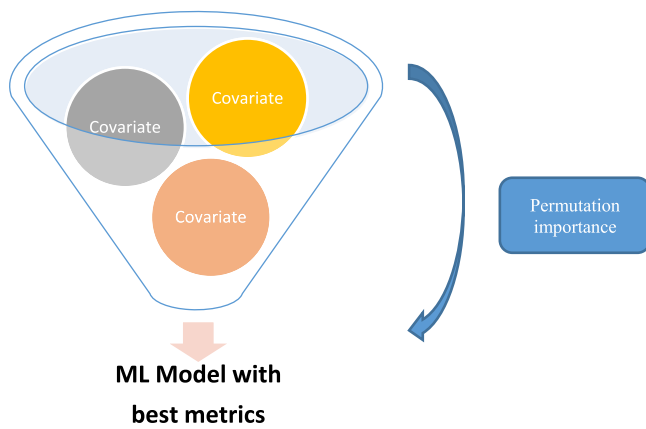 Covariate
Covariate
Covariate
Permutation
importance
ML Model with
best metrics